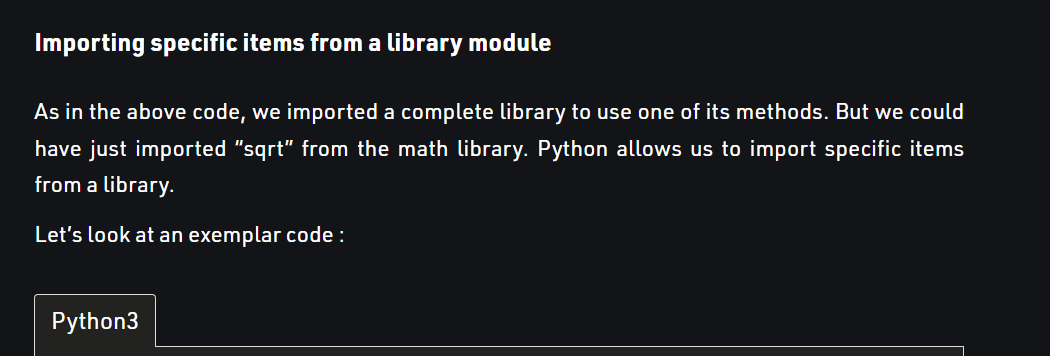 Importing specific items from a library module
As in the above code, we imported a complete library to use one of its methods. But we could
have just imported “sqrt” from the math library. Python allows us to import specific items
from a library.
Let’s look at an exemplar code :
Python3